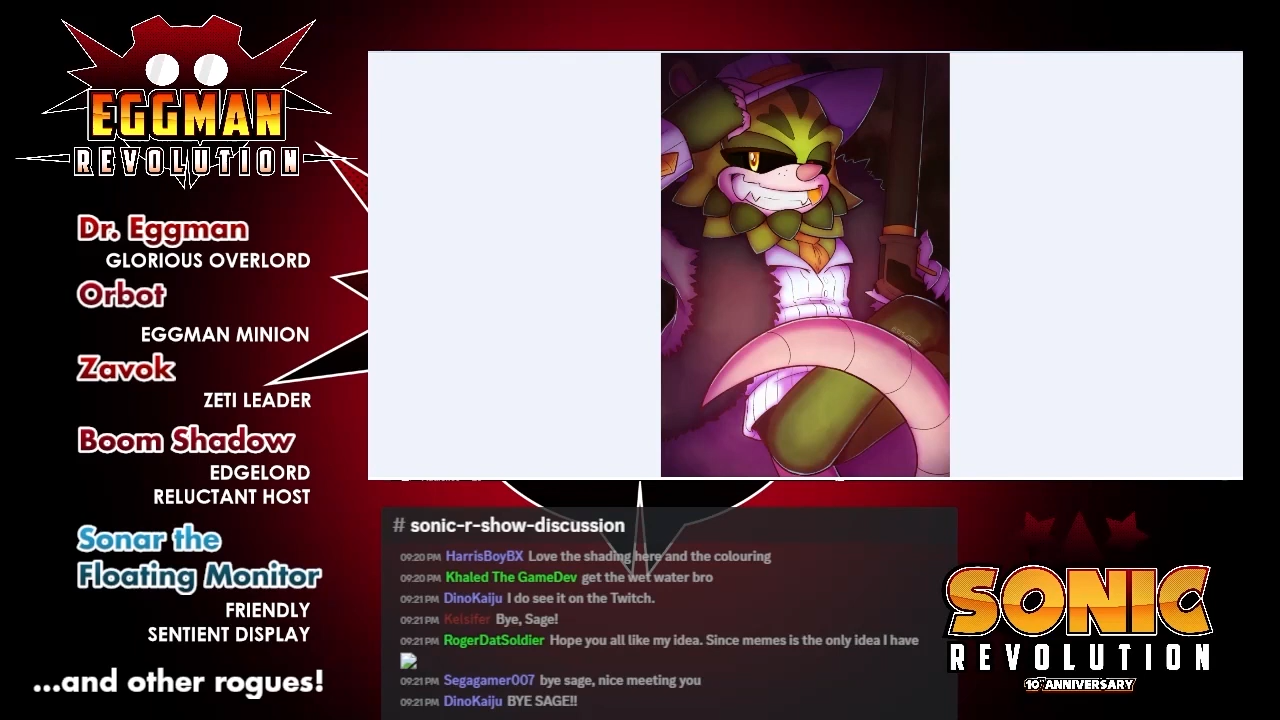 EGGMAN
REVOLUTION
Dr. Eggman
GLORIOUS OVERLORD
Orbot
EGGMAN MINION
Zavok
ZETI LEADER
Boom Shadow
EDGELORD
RELUCTANT HOST
Sonar the
Floating Monitor
FRIENDLY
SENTIENT DISPLAY
...and other rogues!
# sonic-r-show-discussion
09:20 PM HarrisBoyBX Love the shading here and the colouring
09:20 PM Khaled The GameDev get the wet water bro
09:21 PM DinoKaiju I do see it on the Twitch.
09:21 PM Kelsifer Bye, Sage!
09:21 PM RogerDatSoldier Hope you all like my idea. Since memes is the only idea I have
09:21 PM Segagamer007 bye sage, nice meeting you
09:21 PM DinoKaiju BYE SAGE!!
SONIC
REVOLUTION
10TH ANNIVERSARY